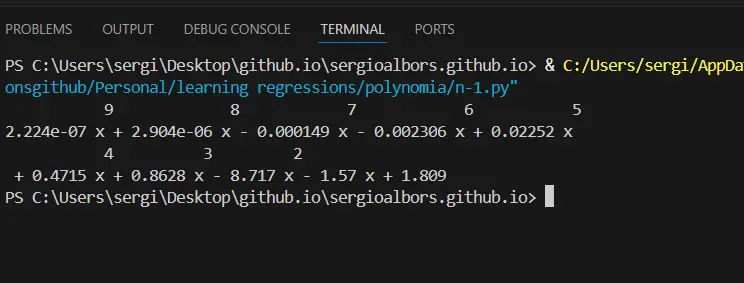 PROBLEMS OUTPUT DEBUG CONSOLE TERMINAL PORTS
PS C:\Users\sergi\Desktop\github.io\sergioalbors.github.io> & C:/Users/sergi/AppDa
onsgithub/Personal/learning regressions/polynomia/n-1.py"
9 8 7 6 5
2.224e-07 x + 2.904e-06 x - 0.000149 x - 0.002306 x + 0.02252 x
4 3 2
+ 0.4715 x + 0.8628 x - 8.717 x - 1.57 x + 1.809
PS C:\Users\sergi\Desktop\github.io\sergioalbors.github.io>